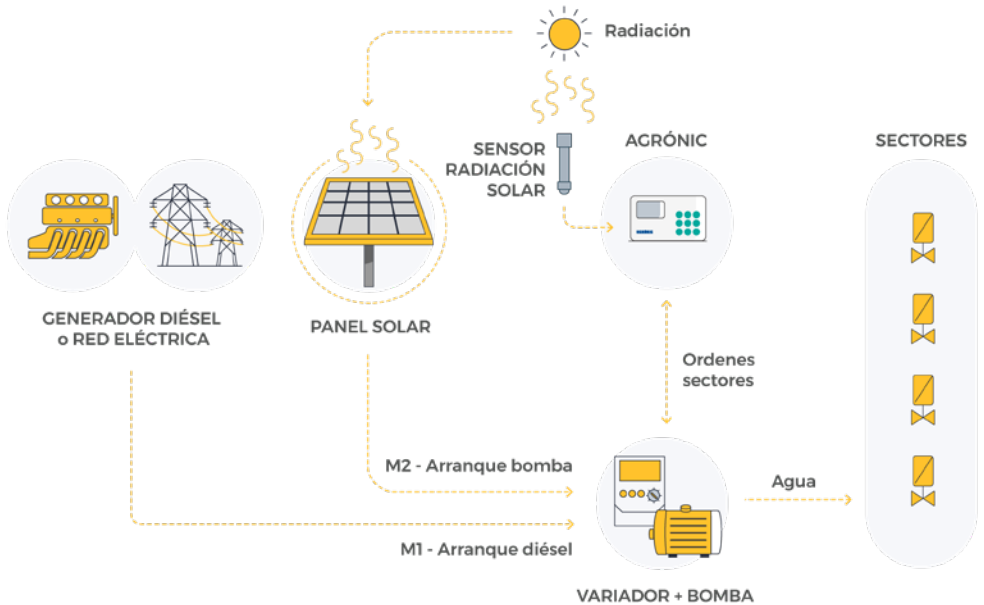 Radiación
SENSOR
RADIACIÓN
SOLAR
AGRÓNIC
SECTORES
GENERADOR DIÉSEL
o RED ELÉCTRICA
PANEL SOLAR
Ordenes
sectores
M2 - Arranque bomba
Agua
M1 - Arranque diésel
VARIADOR + BOMBA